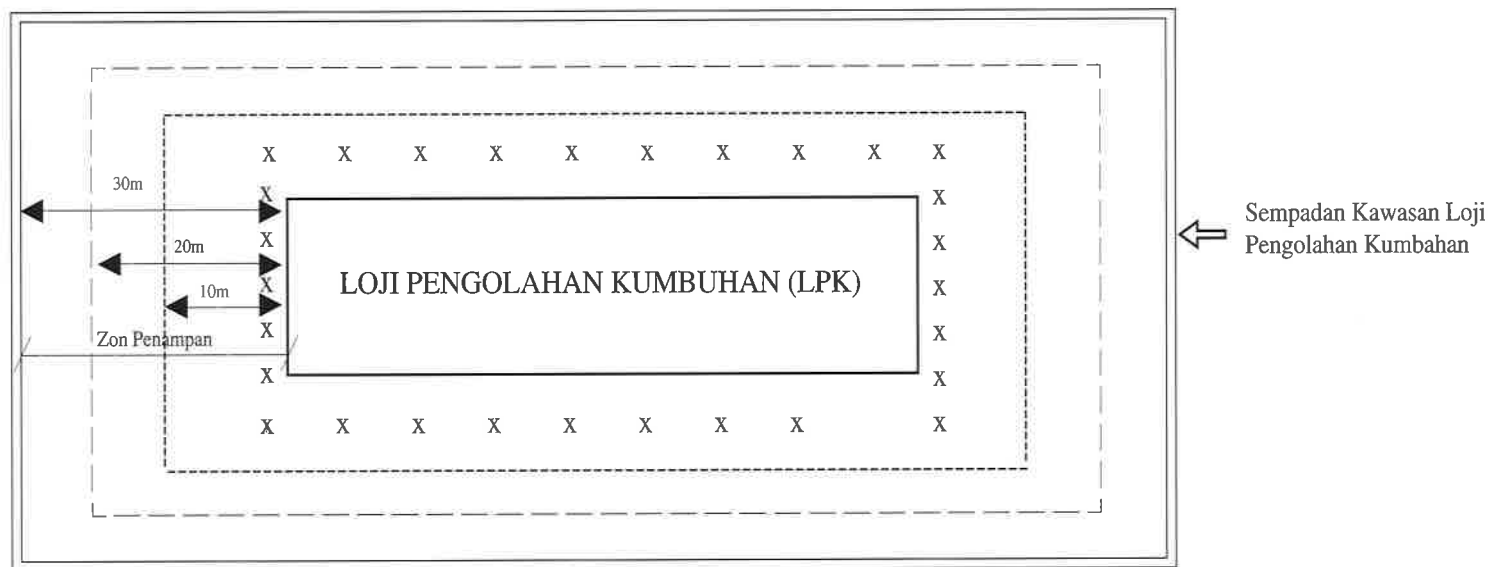 X X X X X X X X X X
30m
X X
20m
X X
10m
X X
Zon Penampan
X X
X X
X X X X X X X X X
LOJI PENGOLAHAN KUMBUHAN (LPK)
Sempadan Kawasan Loji
Pengolahan Kumbahan